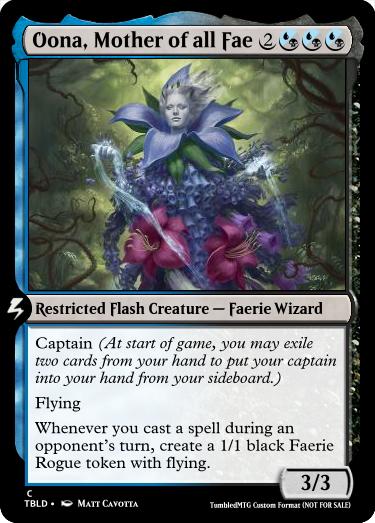 Oona, Mother of all Fae 2
Restricted Flash Creature — Faerie Wizard
Captain (At start of game, you may exile
two cards from your hand to put your captain
into your hand from your sideboard.)
Flying
Whenever you cast a spell during an
opponent's turn, create a 1/1 black Faerie
Rogue token with flying.
3/3
C
TBLD • Matt Cavotta
TumbledMTG Custom Format (NOT FOR SALE)